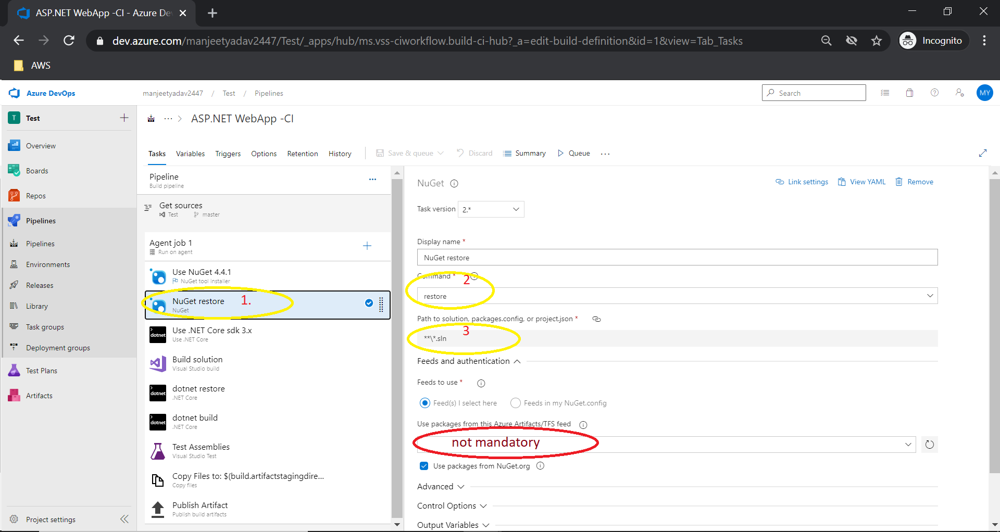 ASP.NET WebApp -CI - Azure De
dev.azure.com/manjeetyadav2447/Test/_apps/hub/ms.vss-ciworkflow.build-ci-hub?_a=edit-build-definition&id=1&view=Tab_Tasks
Incognito
AWS
Azure DevOps
manjeetyadav2447 / Test / Pipelines
Search
MY
T Test
Overview
Boards
Repos
Pipelines
Pipelines
Environments
Releases
Library
Task groups
Deployment groups
Test Plans
Artifacts
Project settings
... > ASP.NET WebApp -CI
Tasks Variables Triggers Options Retention History Save & queue Discard Summary Queue ...
Pipeline
Build pipeline
...
Get sources
Test master
Agent job 1
Run on agent
Use NuGet 4.4.1
NuGet tool installer
NuGet restore 1.
NuGet
dotnet
Use .NET Core sdk 3.x
Use .NET Core
Build solution
Visual Studio build
dotnet
dotnet restore
.NET Core
dotnet
dotnet build
.NET Core
Test Assemblies
Visual Studio Test
Copy Files to: $(build.artifactstagingdire...
Copy files
Publish Artifact
Publish build artifacts
NuGet
Link settings View YAML Remove
Task version 2.*
Display name *
NuGet restore
Command * 2
restore
Path to solution, packages.config, or project.json *
3
**\*.sln
Feeds and authentication
Feeds to use *
Feed(s) I select here Feeds in my NuGet.config
Use packages from this Azure Artifacts/TFS feed
not mandatory
Use packages from NuGet.org
Advanced
Control Options
Output Variables